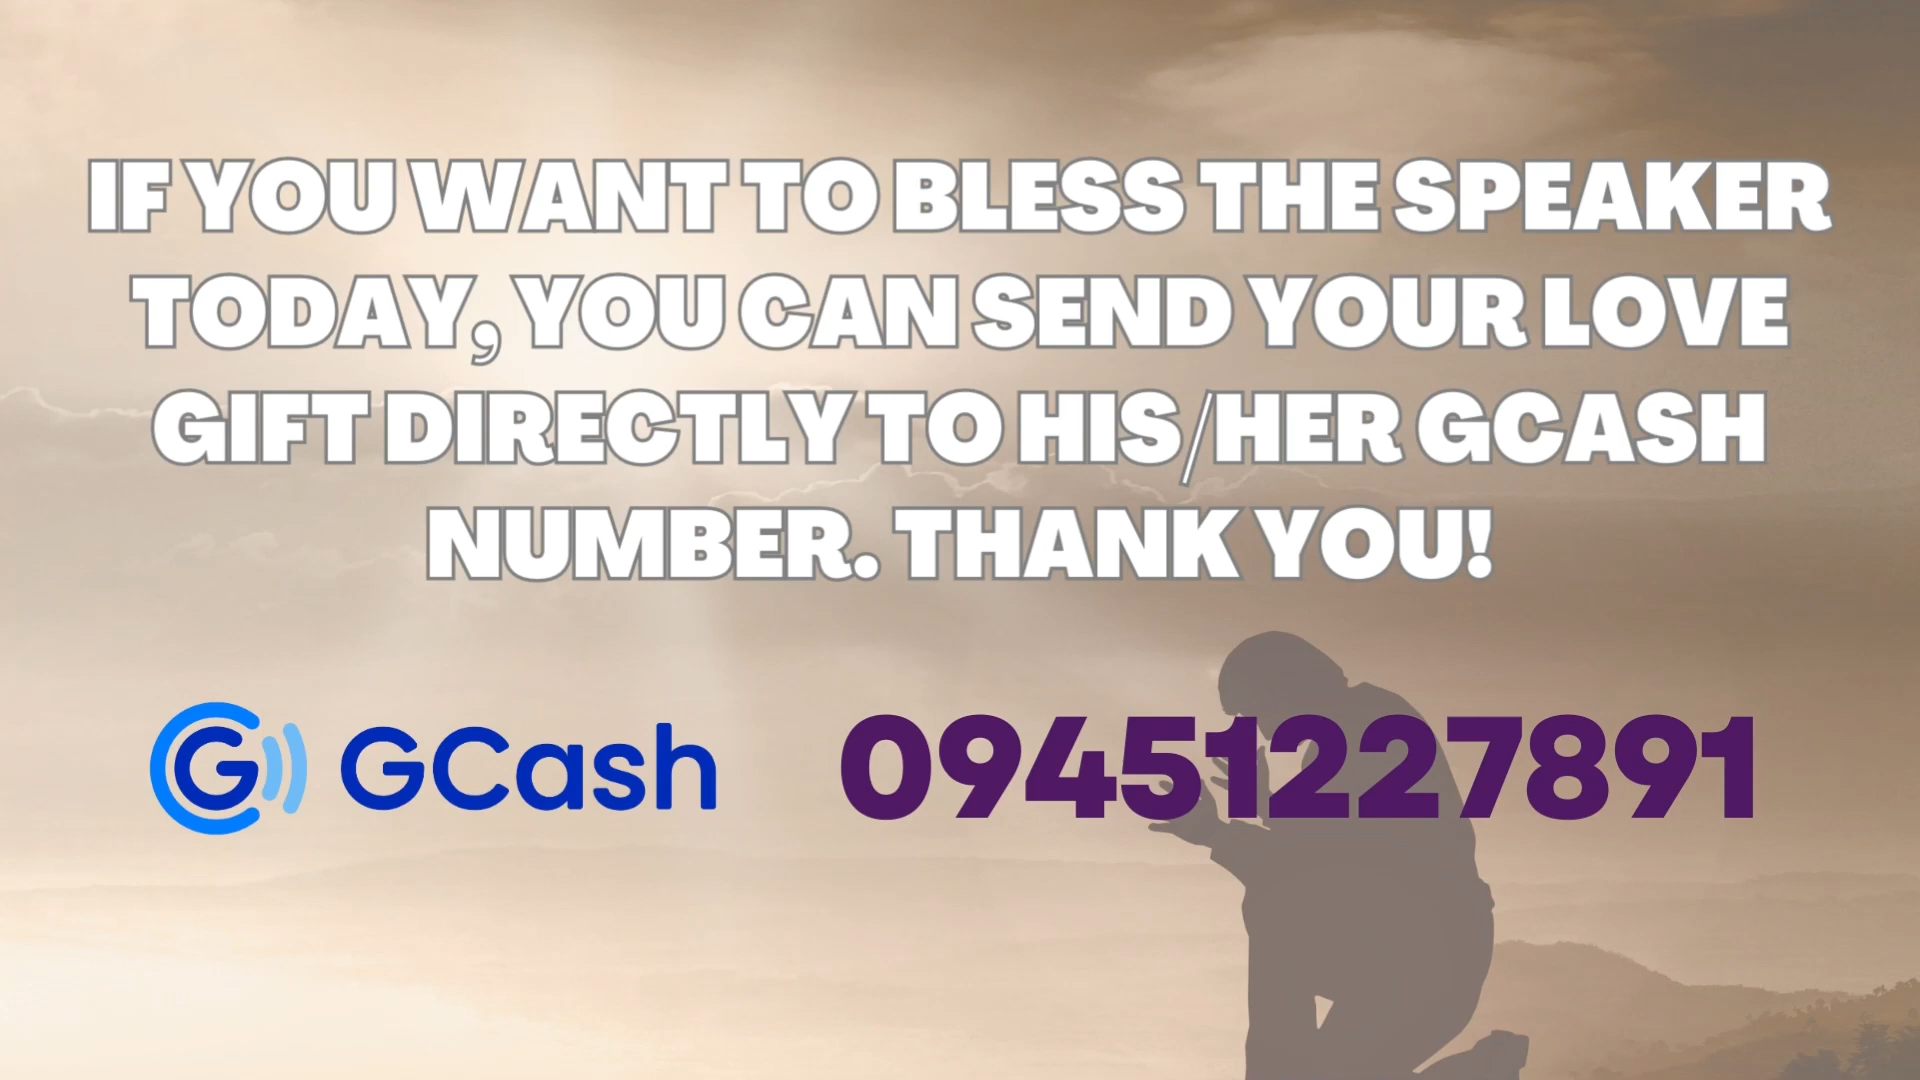 IF YOU WANT TO BLESS THE SPEAKER
TODAY, YOU CAN SEND YOUR LOVE
GIFT DIRECTLY TO HIS/HER GCASH
NUMBER. THANK YOU!
G GCash 09451227891